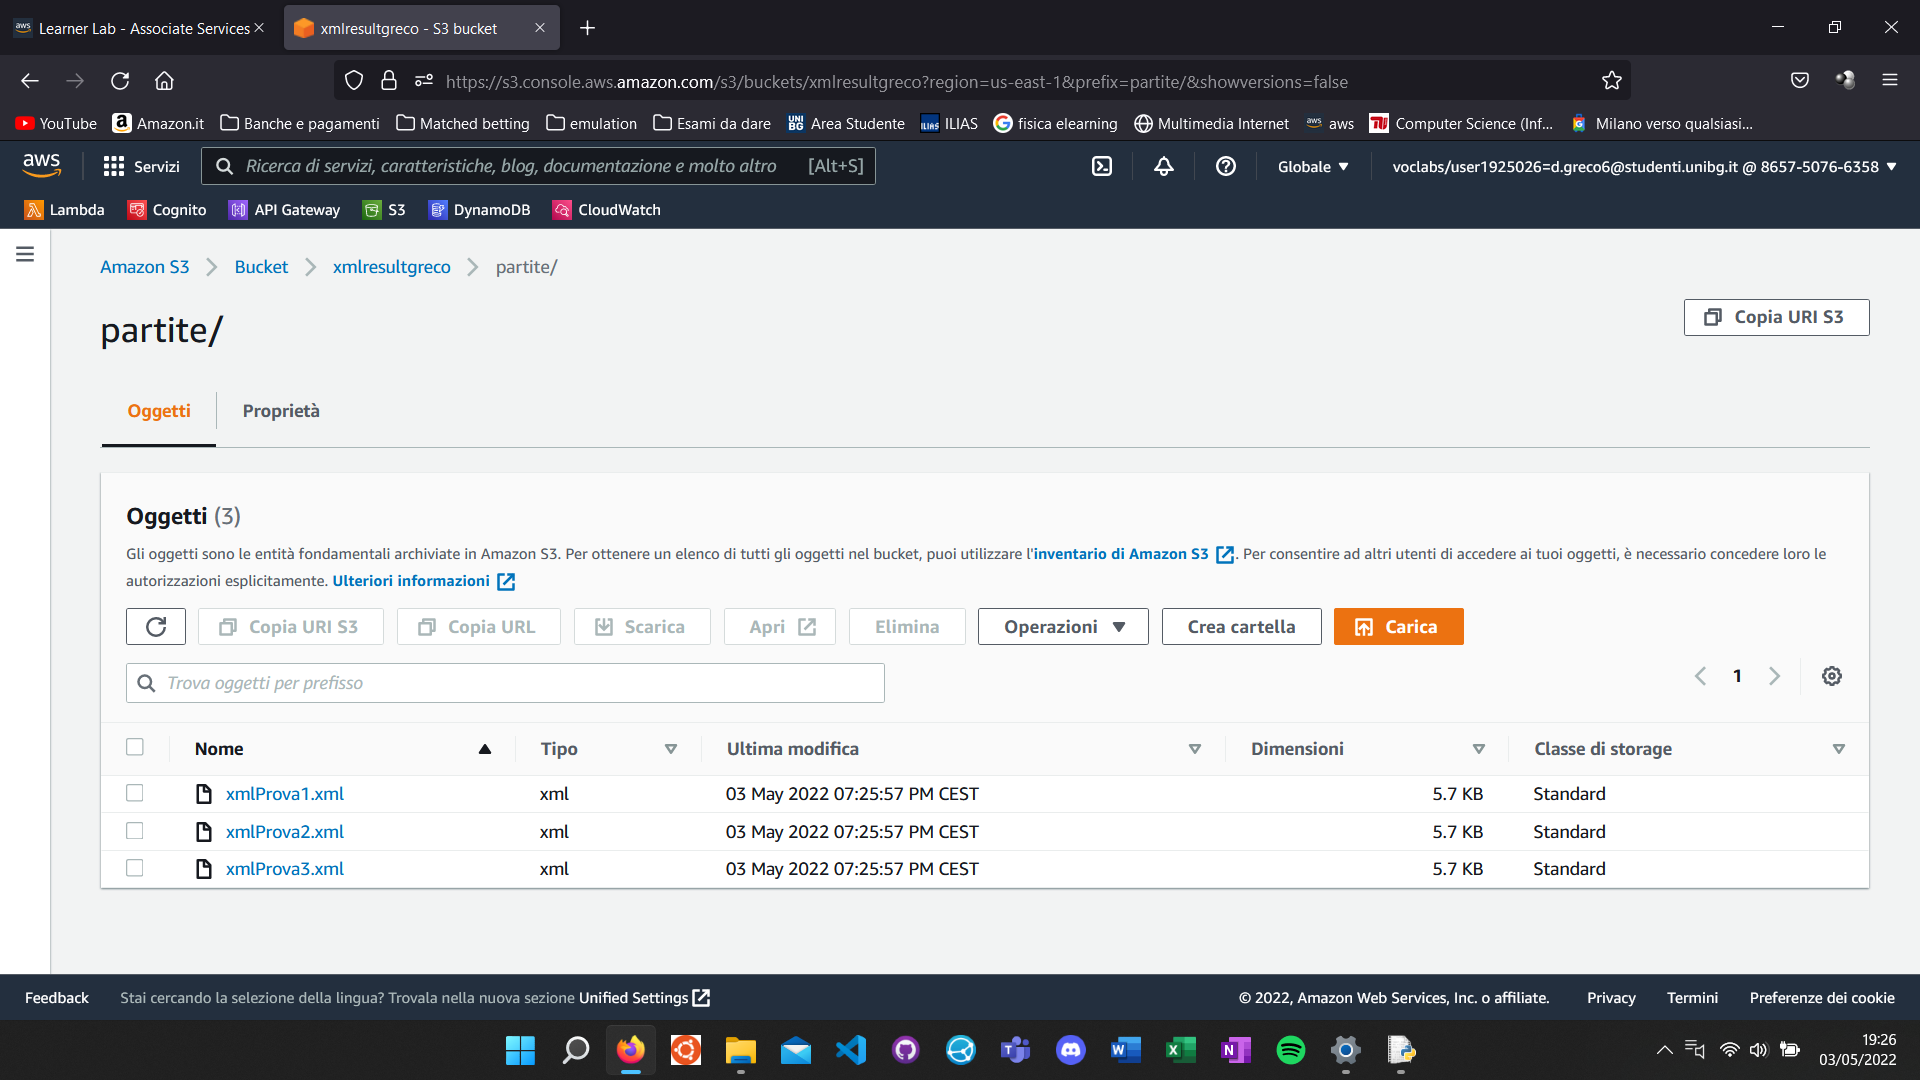 aws Learner Lab - Associate Services
xmlresultgreco - S3 bucket
https://s3.console.aws.amazon.com/s3/buckets/xmlresultgreco?region=us-east-1&prefix=partite/&showversions=false
YouTube Amazon.it Banche e pagamenti Matched betting emulation Esami da dare UNI BG Area Studente ILIAS ILIAS fisica elearning Multimedia Internet aws aws Computer Science (Inf... Milano verso qualsiasi...
aws Servizi Ricerca di servizi, caratteristiche, blog, documentazione e molto altro [Alt+S] Globale voclabs/user1925026=d.greco6@studenti.unibg.it @ 8657-5076-6358
Lambda Cognito API Gateway S3 DynamoDB CloudWatch
Amazon S3 Bucket xmlresultgreco partite/
partite/
Copia URI S3
Oggetti Proprietà
Oggetti (3)
Gli oggetti sono le entità fondamentali archiviate in Amazon S3. Per ottenere un elenco di tutti gli oggetti nel bucket, puoi utilizzare l'inventario di Amazon S3. Per consentire ad altri utenti di accedere ai tuoi oggetti, è necessario concedere loro le
autorizzazioni esplicitamente. Ulteriori informazioni
Copia URI S3 Copia URL Scarica Apri Elimina Operazioni Crea cartella Carica
Trova oggetti per prefisso
1
Nome Tipo Ultima modifica Dimensioni Classe di storage
xmlProva1.xml xml 03 May 2022 07:25:57 PM CEST 5.7 KB Standard
xmlProva2.xml xml 03 May 2022 07:25:57 PM CEST 5.7 KB Standard
xmlProva3.xml xml 03 May 2022 07:25:57 PM CEST 5.7 KB Standard
Feedback Stai cercando la selezione della lingua? Trovala nella nuova sezione Unified Settings © 2022, Amazon Web Services, Inc. o affiliate. Privacy Termini Preferenze dei cookie
19:26
03/05/2022